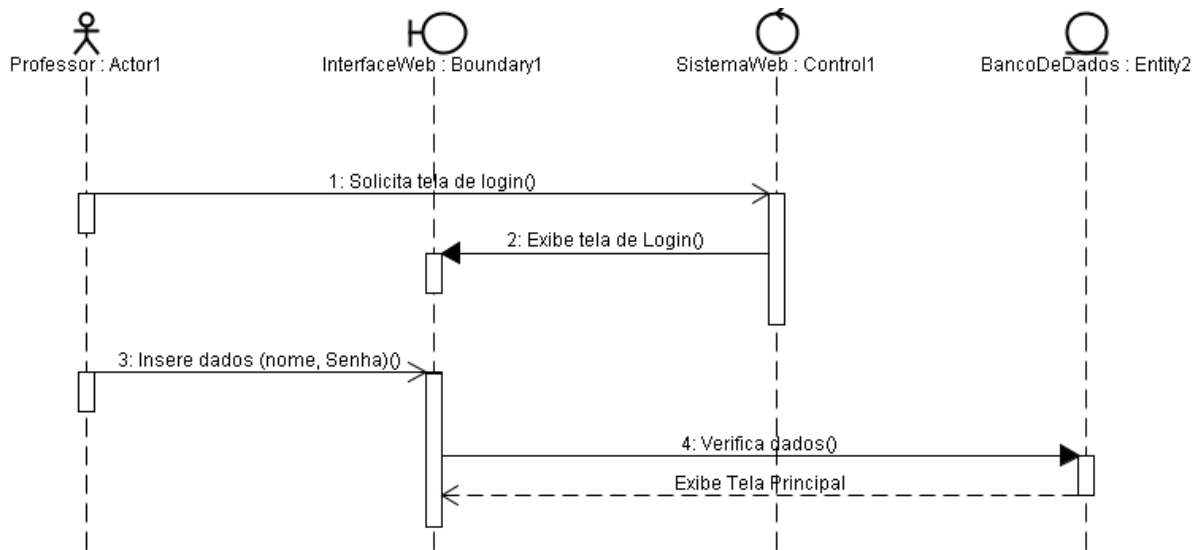 Professor : Actor1
InterfaceWeb : Boundary1
SistemaWeb : Control1
BancoDeDados : Entity2
1: Solicita tela de login()
2: Exibe tela de Login()
3: Insere dados (nome, Senha)()
4: Verifica dados()
Exibe Tela Principal